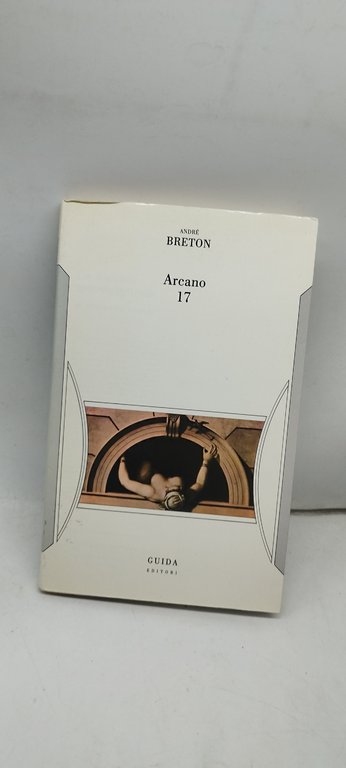 ANDRÉ
BRETON
Arcano
17
GUIDA
EDITORI